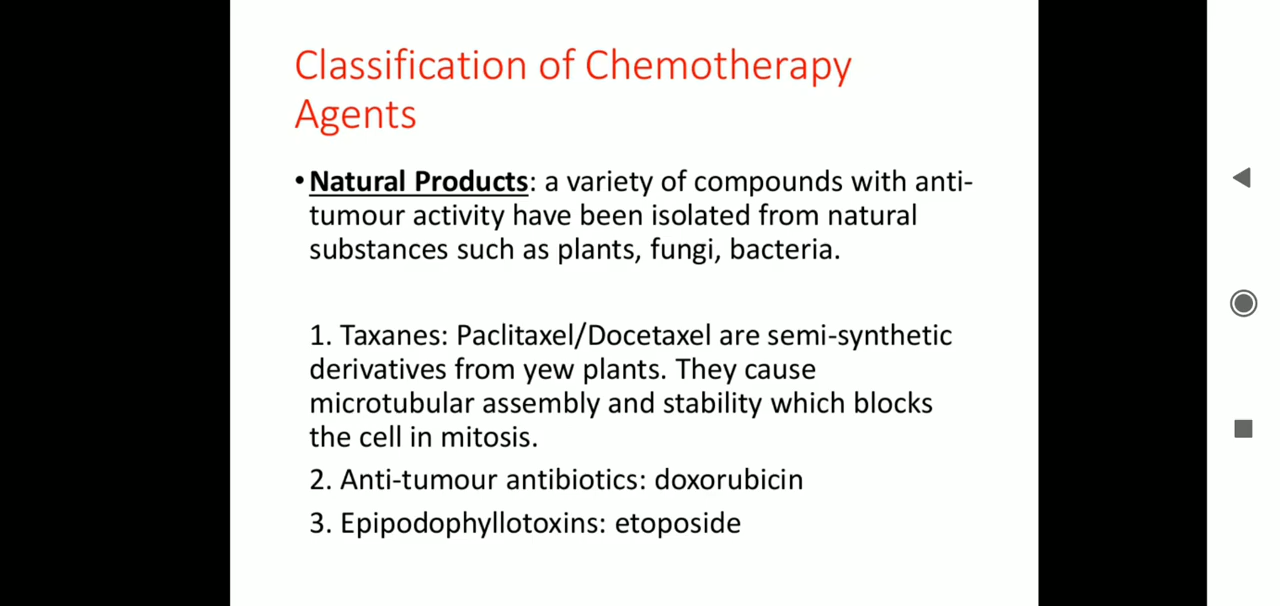 Classification of Chemotherapy
Agents
• Natural Products: a variety of compounds with anti-
tumour activity have been isolated from natural
substances such as plants, fungi, bacteria.
1. Taxanes: Paclitaxel/Docetaxel are semi-synthetic
derivatives from yew plants. They cause
microtubular assembly and stability which blocks
the cell in mitosis.
2. Anti-tumour antibiotics: doxorubicin
3. Epipodophyllotoxins: etoposide